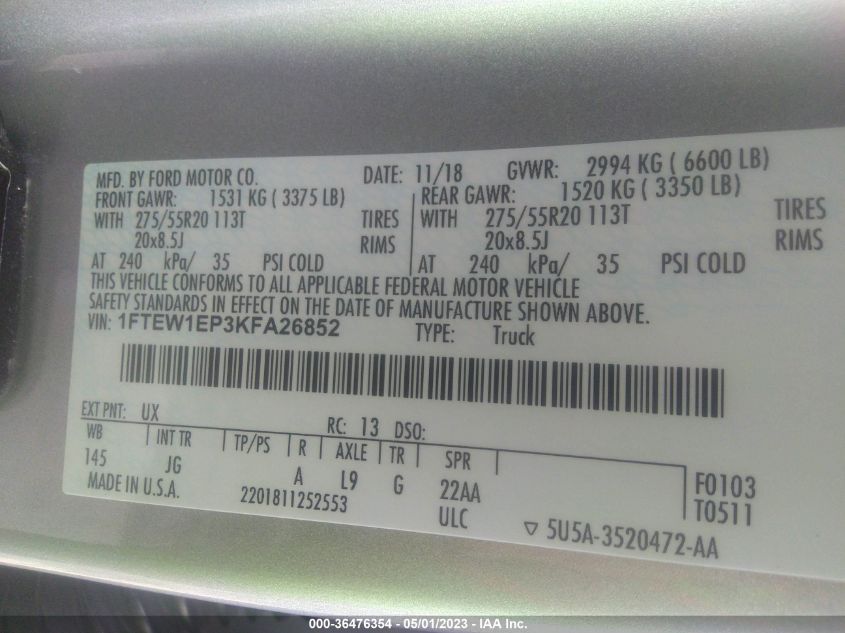 MFD. BY FORD MOTOR CO. DATE: 11/18 GVWR: 2994 KG ( 6600 LB)
FRONT GAWR: 1531 KG ( 3375 LB) REAR GAWR: 1520 KG ( 3350 LB)
WITH 275/55R20 113T TIRES WITH 275/55R20 113T TIRES
20x8.5J RIMS 20x8.5J RIMS
AT 240 kPa/ 35 PSI COLD AT 240 kPa/ 35 PSI COLD
THIS VEHICLE CONFORMS TO ALL APPLICABLE FEDERAL MOTOR VEHICLE
SAFETY STANDARDS IN EFFECT ON THE DATE OF MANUFACTURE SHOWN ABOVE.
VIN: 1FTEW1EP3KFA26852 TYPE: Truck
EXT PNT: UX RC: 13 DSO:
WB INT TR TP/PS R AXLE TR SPR
145 JG A L9 G 22AA F0103
MADE IN U.S.A. 2201811252553 ULC T0511
5U5A-3520472-AA
000-36476354 - 05/01/2023 - IAA Inc.